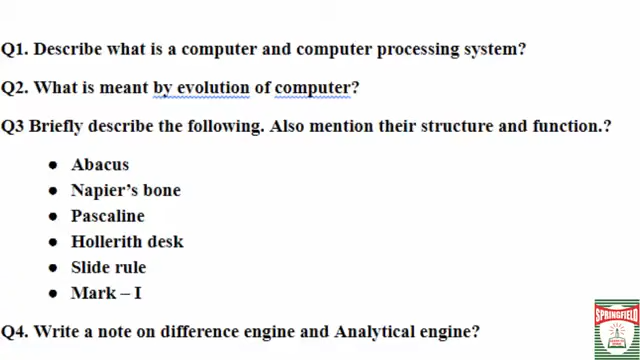 Q1. Describe what is a computer and computer processing system?
Q2. What is meant by evolution of computer?
Q3 Briefly describe the following. Also mention their structure and function.?
● Abacus
● Napier's bone
● Pascaline
● Hollerith desk
● Slide rule
● Mark – I
Q4. Write a note on difference engine and Analytical engine?
SPRINGFIELD